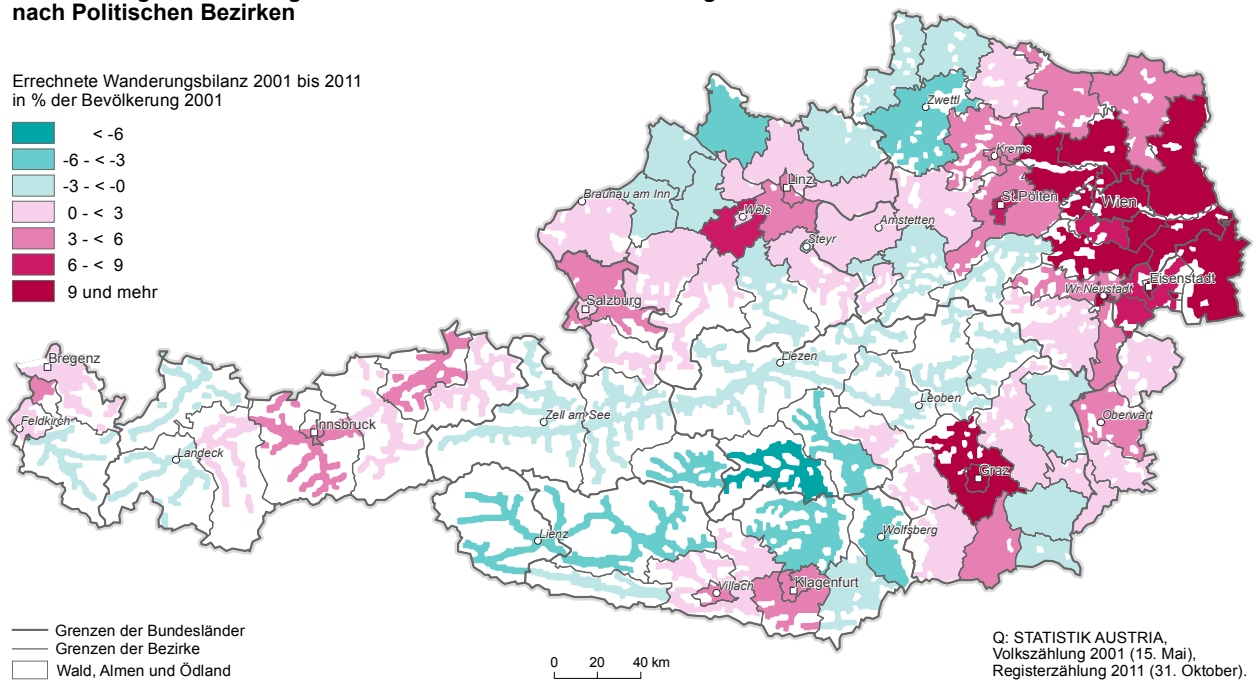 nach Politischen Bezirken
Errechnete Wanderungsbilanz 2001 bis 2011
in % der Bevölkerung 2001
< -6
-6 - < -3
-3 - < -0
0 - < 3
3 - < 6
6 - < 9
9 und mehr
Zwettl
Krems
Linz
Braunau am Inn
St.Pölten
Wien
Wels
Amstetten
Steyr
Eisenstadt
Wr.Neustadt
Salzburg
Bregenz
Liezen
Leoben
Zell am See
Oberwart
Feldkirch
Innsbruck
Landeck
Graz
Wolfsberg
Lienz
Villach
Klagenfurt
Grenzen der Bundesländer
Grenzen der Bezirke
Wald, Almen und Ödland
0 20 40 km
Q: STATISTIK AUSTRIA,
Volkszählung 2001 (15. Mai),
Registerzählung 2011 (31. Oktober).